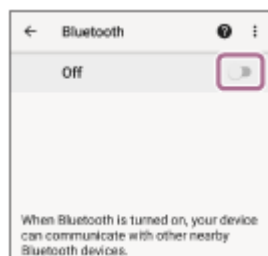 Bluetooth
Off
When Bluetooth is turned on, your device
can communicate with other nearby
Bluetooth devices.